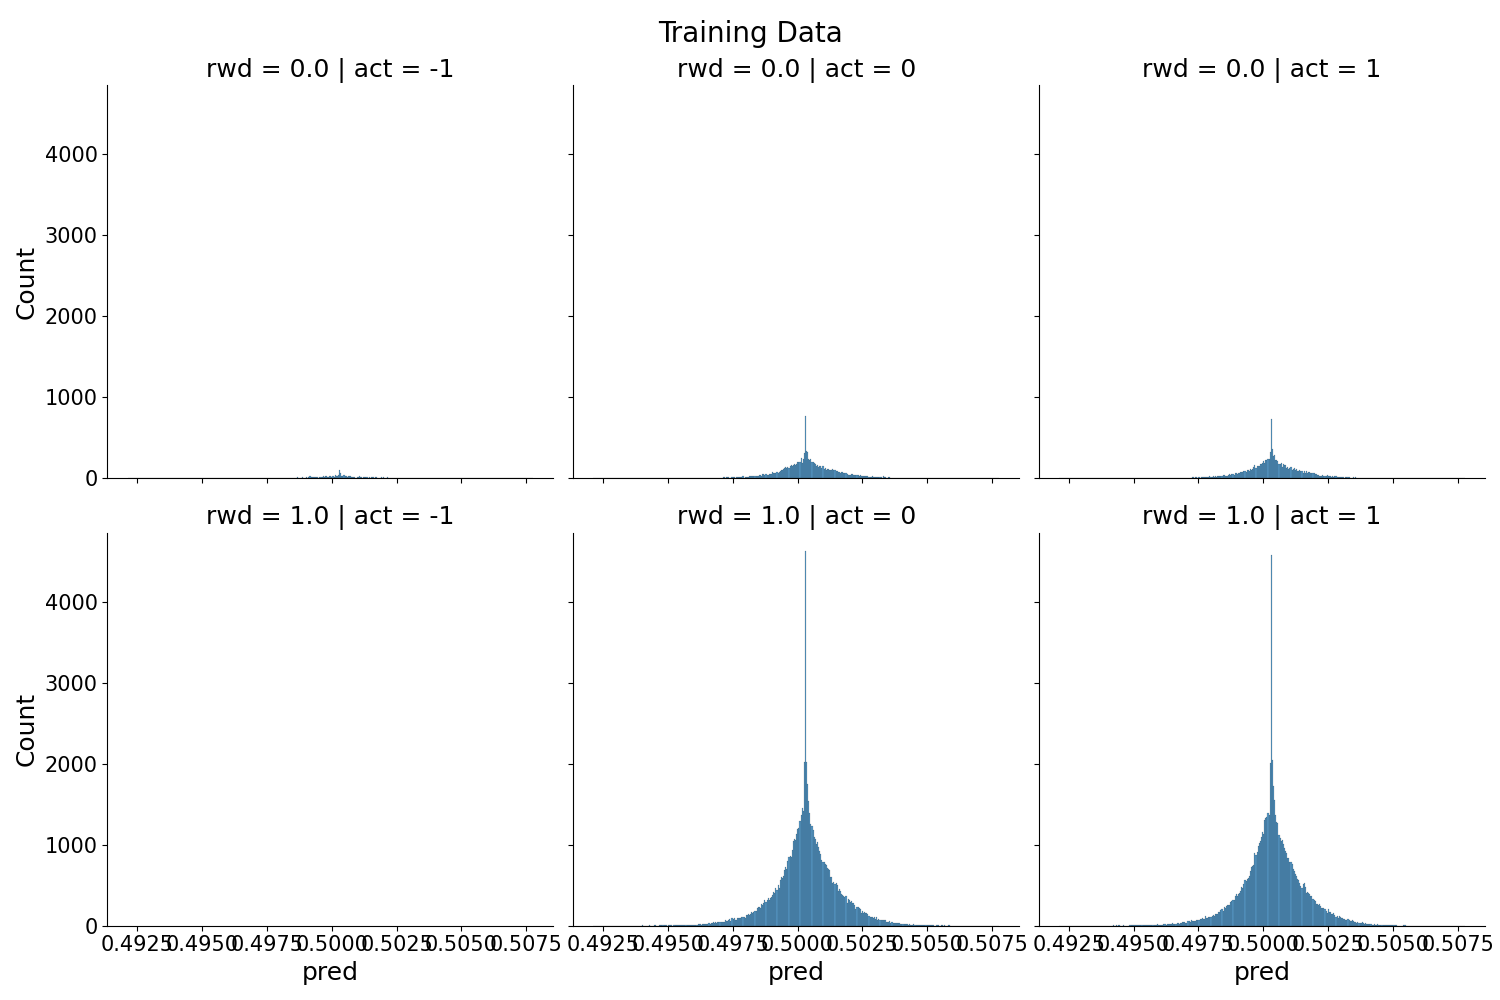 Training Data
rwd = 0.0 | act = -1
rwd = 0.0 | act = 0
rwd = 0.0 | act = 1
Count
4000
3000
2000
1000
0
rwd = 1.0 | act = -1
rwd = 1.0 | act = 0
rwd = 1.0 | act = 1
Count
4000
3000
2000
1000
0
0.4925 0.4950 0.4975 0.5000 0.5025 0.5050 0.5075
0.4925 0.4950 0.4975 0.5000 0.5025 0.5050 0.5075
0.4925 0.4950 0.4975 0.5000 0.5025 0.5050 0.5075
pred
pred
pred